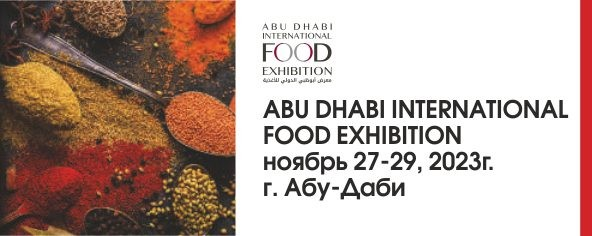 ABU DHABI
INTERNATIONAL
FOOD
EXHIBITION
معرض أبوظبي الدولي للأغذية
ABU DHABI INTERNATIONAL
FOOD EXHIBITION
ноябрь 27-29, 2023г.
г. Абу-Даби